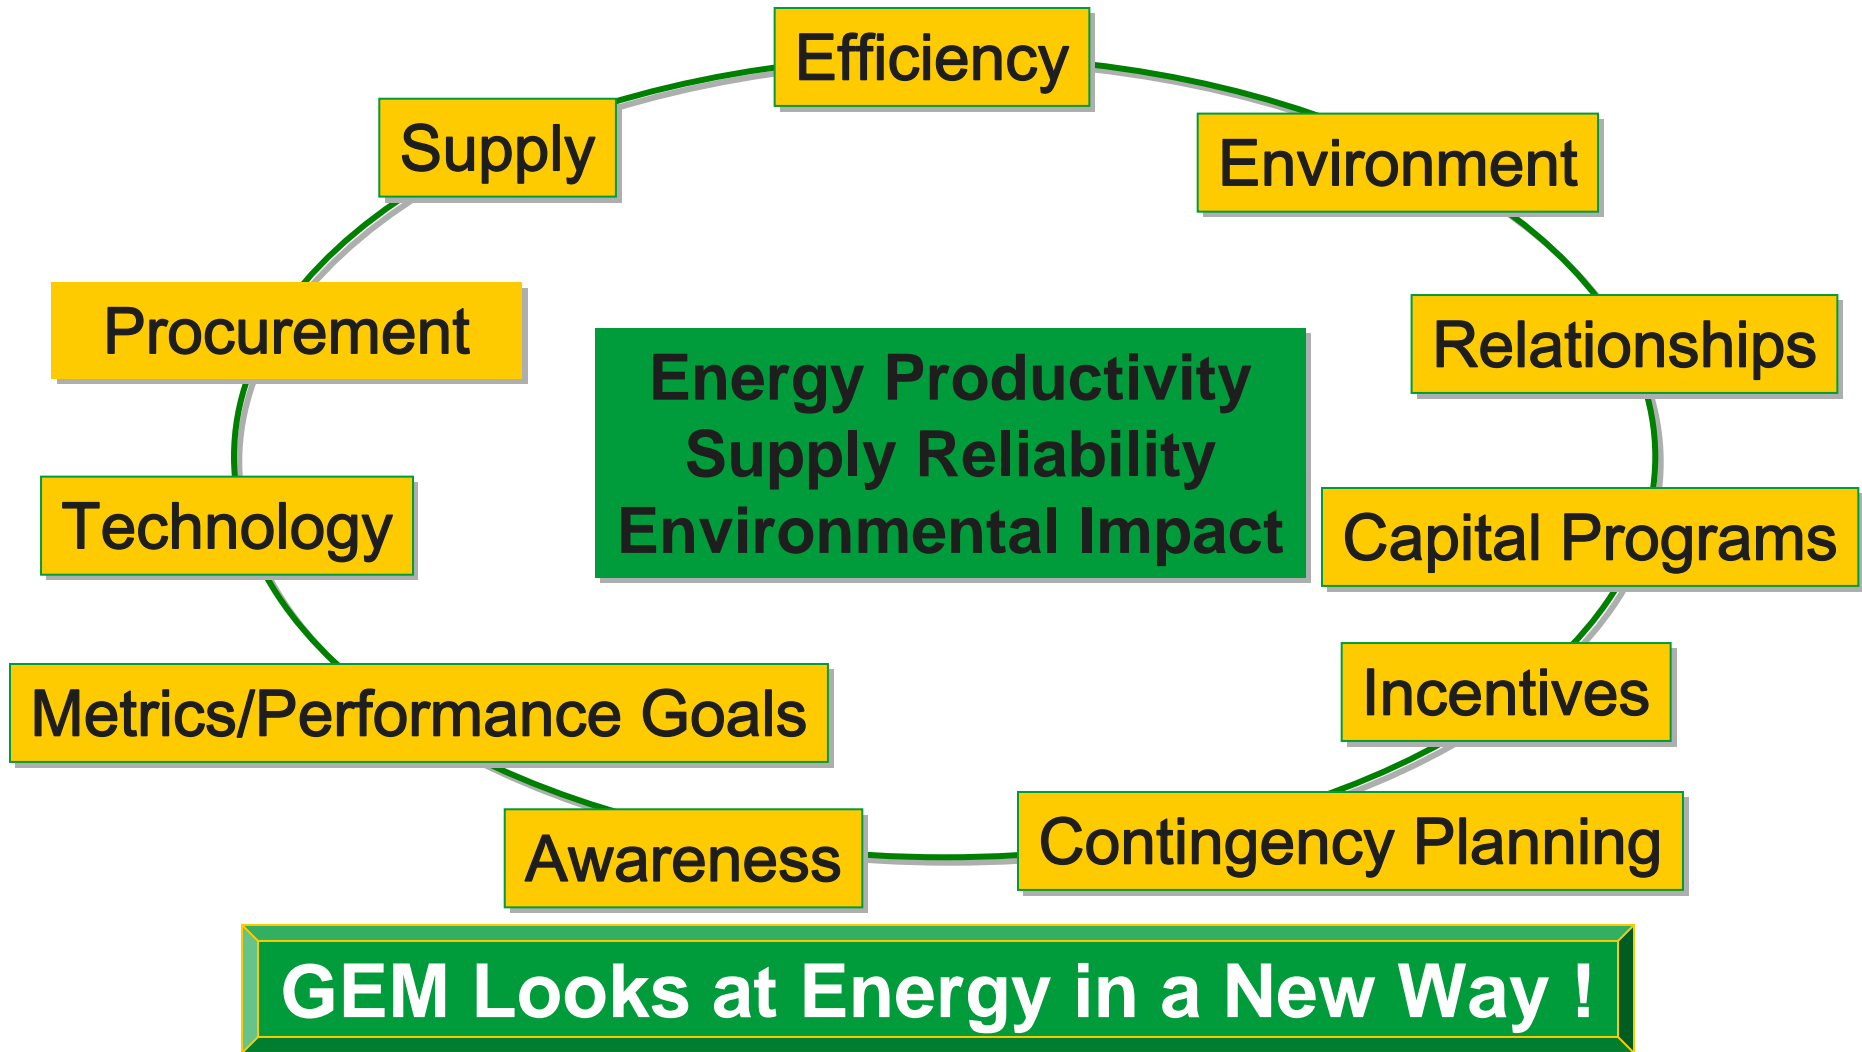 Efficiency
Supply
Environment
Procurement
Relationships
Energy Productivity
Supply Reliability
Environmental Impact
Technology
Capital Programs
Metrics/Performance Goals
Incentives
Awareness
Contingency Planning
GEM Looks at Energy in a New Way !